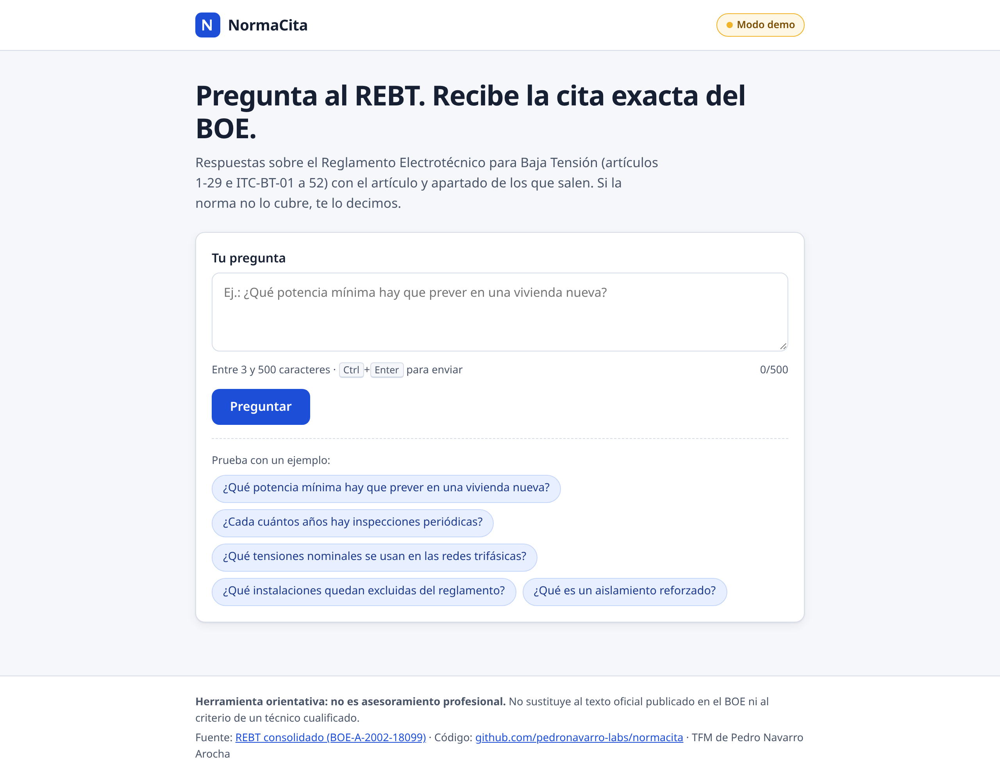 N NormaCita
Modo demo
Pregunta al REBT. Recibe la cita exacta del
BOE.
Respuestas sobre el Reglamento Electrotécnico para Baja Tensión (artículos
1-29 e ITC-BT-01 a 52) con el artículo y apartado de los que salen. Si la
norma no lo cubre, te lo decimos.
Tu pregunta
Ej.: ¿Qué potencia mínima hay que prever en una vivienda nueva?
Entre 3 y 500 caracteres · Ctrl+Enter para enviar
0/500
Preguntar
Prueba con un ejemplo:
¿Qué potencia mínima hay que prever en una vivienda nueva?
¿Cada cuántos años hay inspecciones periódicas?
¿Qué tensiones nominales se usan en las redes trifásicas?
¿Qué instalaciones quedan excluidas del reglamento?
¿Qué es un aislamiento reforzado?
Herramienta orientativa: no es asesoramiento profesional. No sustituye al texto oficial publicado en el BOE ni al
criterio de un técnico cualificado.
Fuente: REBT consolidado (BOE-A-2002-18099) · Código: github.com/pedronavarro-labs/normacita · TFM de Pedro Navarro
Arocha